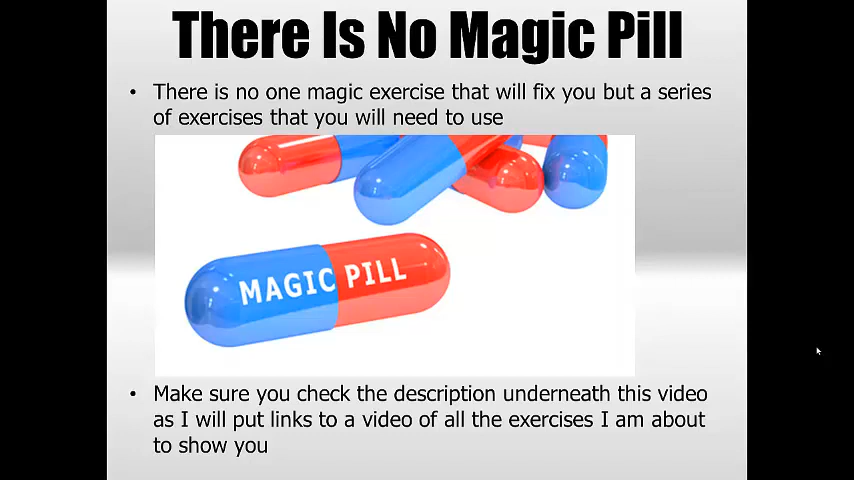 There Is No Magic Pill
• There is no one magic exercise that will fix you but a series
of exercises that you will need to use
MAGIC PILL
• Make sure you check the description underneath this video
as I will put links to a video of all the exercises I am about
to show you